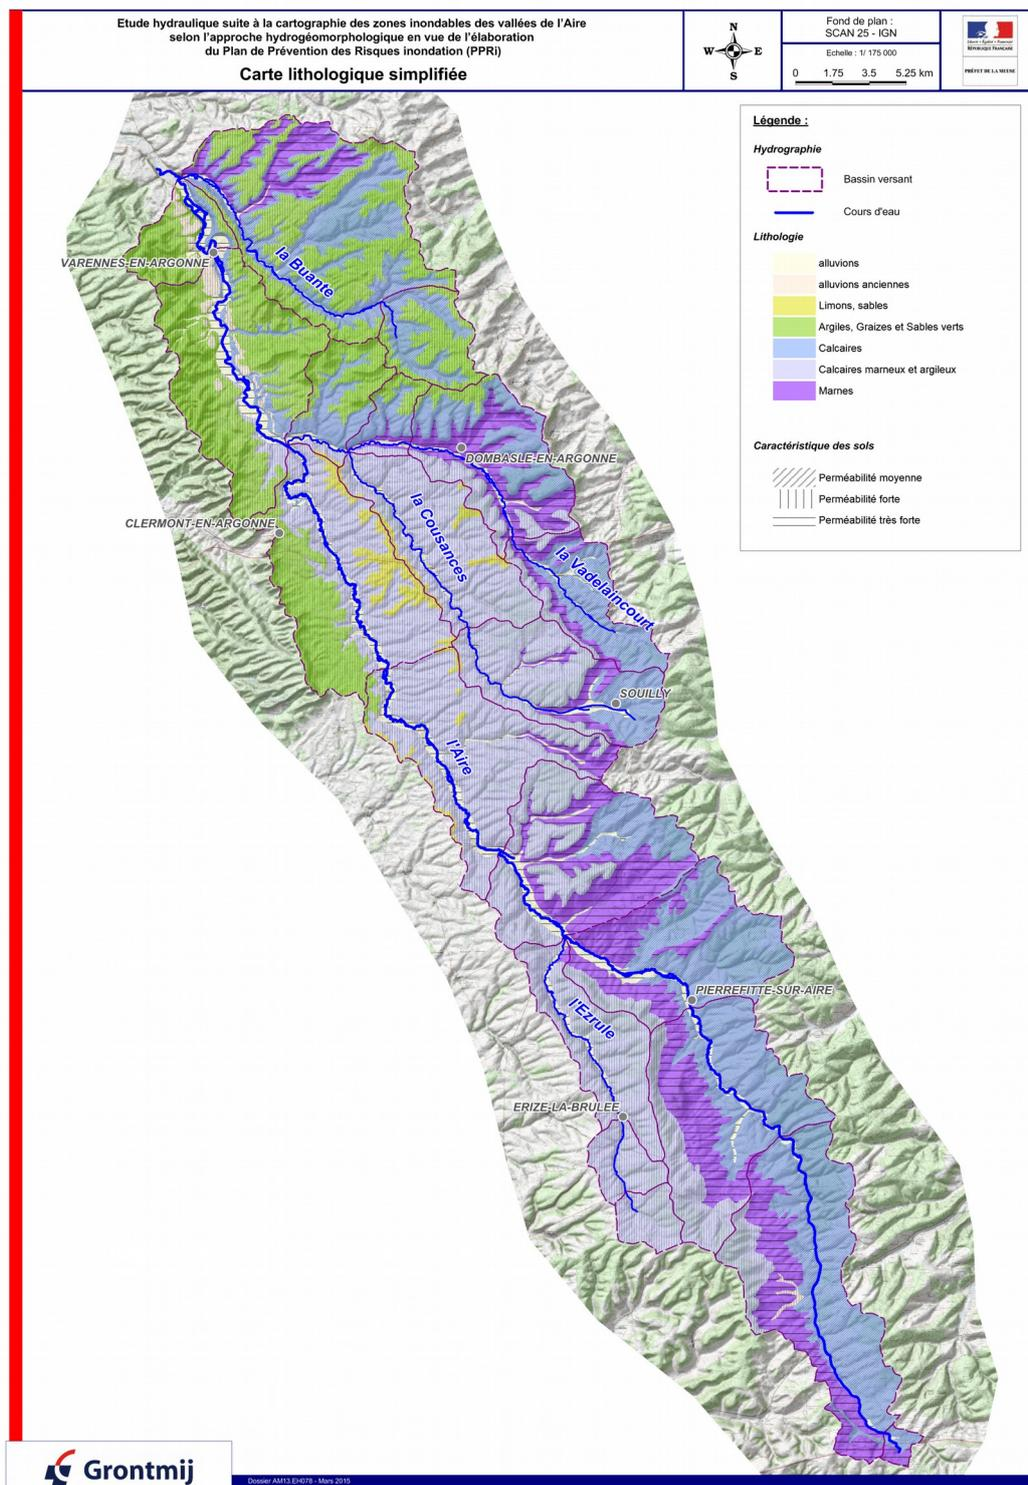 Etude hydraulique suite à la cartographie des zones inondables des vallées de l'Aire
selon l'approche hydrogéomorphologique en vue de l'élaboration
du Plan de Prévention des Risques inondation (PPRi)
Carte lithologique simplifiée
N
W E
S
Fond de plan :
SCAN 25 - IGN
Echelle : 1/ 175 000
0 1.75 3.5 5.25 km
Liberté • Égalité • Fraternité
RÉPUBLIQUE FRANÇAISE
PRÉFET DE LA MEUSE
Légende :
Hydrographie
Bassin versant
Cours d'eau
Lithologie
alluvions
alluvions anciennes
Limons, sables
Argiles, Graizes et Sables verts
Calcaires
Calcaires marneux et argileux
Marnes
Caractéristique des sols
Perméabilité moyenne
Perméabilité forte
Perméabilité très forte
VARENNES-EN-ARGONNE
la Buante
DOMBASLE-EN-ARGONNE
CLERMONT-EN-ARGONNE
la Cousances
la Vadelaincourt
SOUILLY
l'Aire
PIERREFITTE-SUR-AIRE
l'Ezrule
ERIZE-LA-BRULEE
Grontmij
Dossier AM13.EH078 - Mars 2015